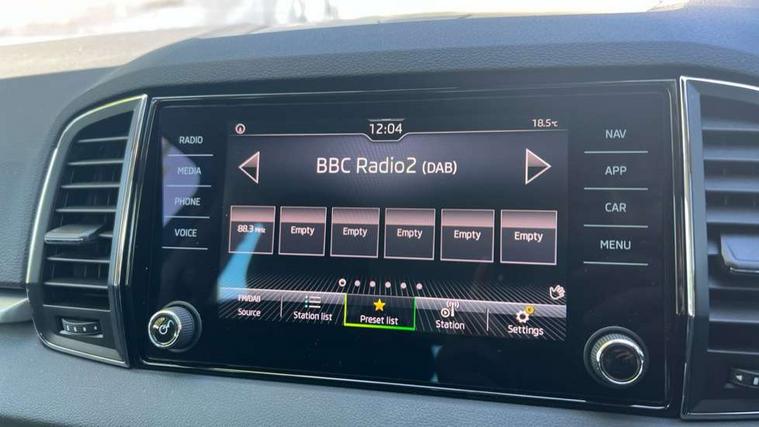 RADIO
MEDIA
PHONE
VOICE
12:04
18.5°C
BBC Radio2 (DAB)
88.3 MHz
Empty
Empty
Empty
Empty
Empty
FM/DAB
Source
Station list
Preset list
Station
Settings
NAV
APP
CAR
MENU